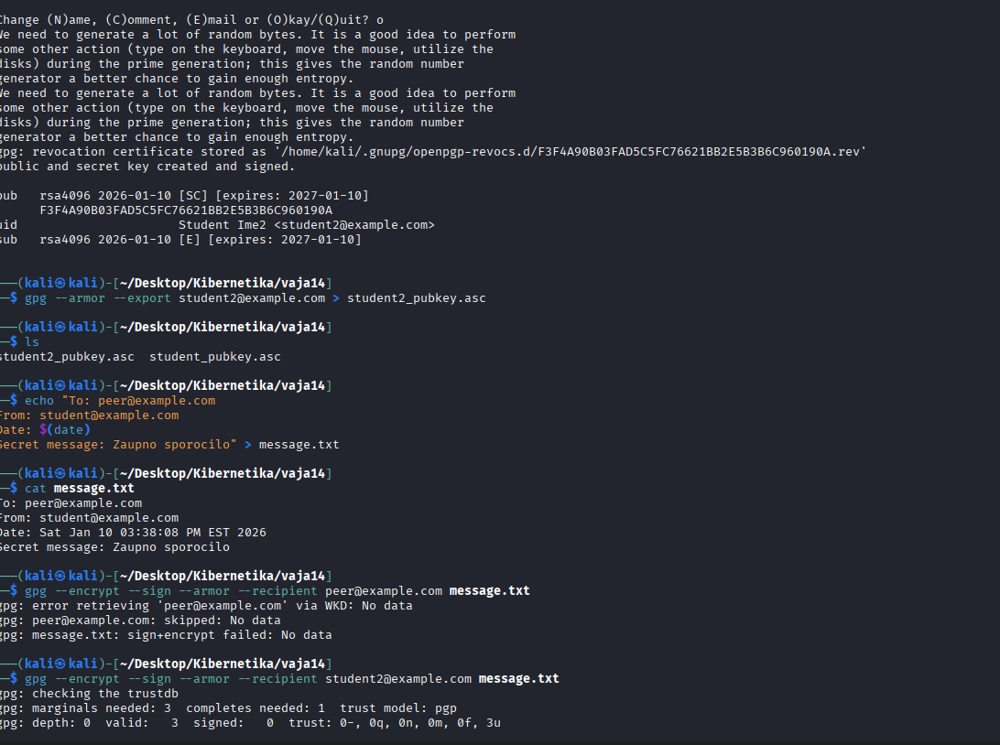 Change (N)ame, (C)omment, (E)mail or (O)kay/(Q)uit? o
We need to generate a lot of random bytes. It is a good idea to perform
some other action (type on the keyboard, move the mouse, utilize the
disks) during the prime generation; this gives the random number
generator a better chance to gain enough entropy.
We need to generate a lot of random bytes. It is a good idea to perform
some other action (type on the keyboard, move the mouse, utilize the
disks) during the prime generation; this gives the random number
generator a better chance to gain enough entropy.
gpg: revocation certificate stored as '/home/kali/.gnupg/openpgp-revocs.d/F3F4A90B03FAD5C5FC76621BB2E5B3B6C960190A.rev'
public and secret key created and signed.
pub   rsa4096 2026-01-10 [SC] [expires: 2027-01-10]
      F3F4A90B03FAD5C5FC76621BB2E5B3B6C960190A
uid                      Student Ime2 <student2@example.com>
sub   rsa4096 2026-01-10 [E] [expires: 2027-01-10]
──(kali㉿kali)-[~/Desktop/Kibernetika/vaja14]
─$ gpg --armor --export student2@example.com > student2_pubkey.asc
──(kali㉿kali)-[~/Desktop/Kibernetika/vaja14]
─$ ls
student2_pubkey.asc  student_pubkey.asc
──(kali㉿kali)-[~/Desktop/Kibernetika/vaja14]
─$ echo "To: peer@example.com
From: student@example.com
Date: $(date)
Secret message: Zaupno sporocilo" > message.txt
──(kali㉿kali)-[~/Desktop/Kibernetika/vaja14]
─$ cat message.txt
To: peer@example.com
From: student@example.com
Date: Sat Jan 10 03:38:08 PM EST 2026
Secret message: Zaupno sporocilo
──(kali㉿kali)-[~/Desktop/Kibernetika/vaja14]
─$ gpg --encrypt --sign --armor --recipient peer@example.com message.txt
gpg: error retrieving 'peer@example.com' via WKD: No data
gpg: peer@example.com: skipped: No data
gpg: message.txt: sign+encrypt failed: No data
──(kali㉿kali)-[~/Desktop/Kibernetika/vaja14]
─$ gpg --encrypt --sign --armor --recipient student2@example.com message.txt
gpg: checking the trustdb
gpg: marginals needed: 3  completes needed: 1  trust model: pgp
gpg: depth: 0  valid:   3  signed:   0  trust: 0-, 0q, 0n, 0m, 0f, 3u